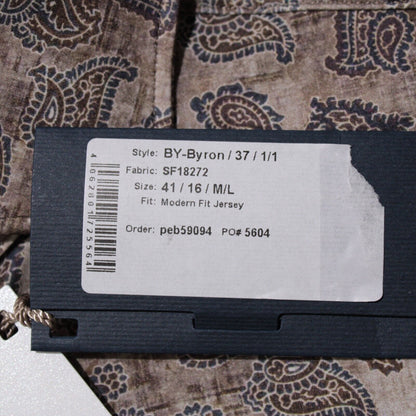 Style: BY-Byron / 37 / 1/1
Fabric: SF18272
Size: 41 / 16 / M/L
Fit: Modern Fit Jersey
Order: peb59094 PO# 5604
4062001725564